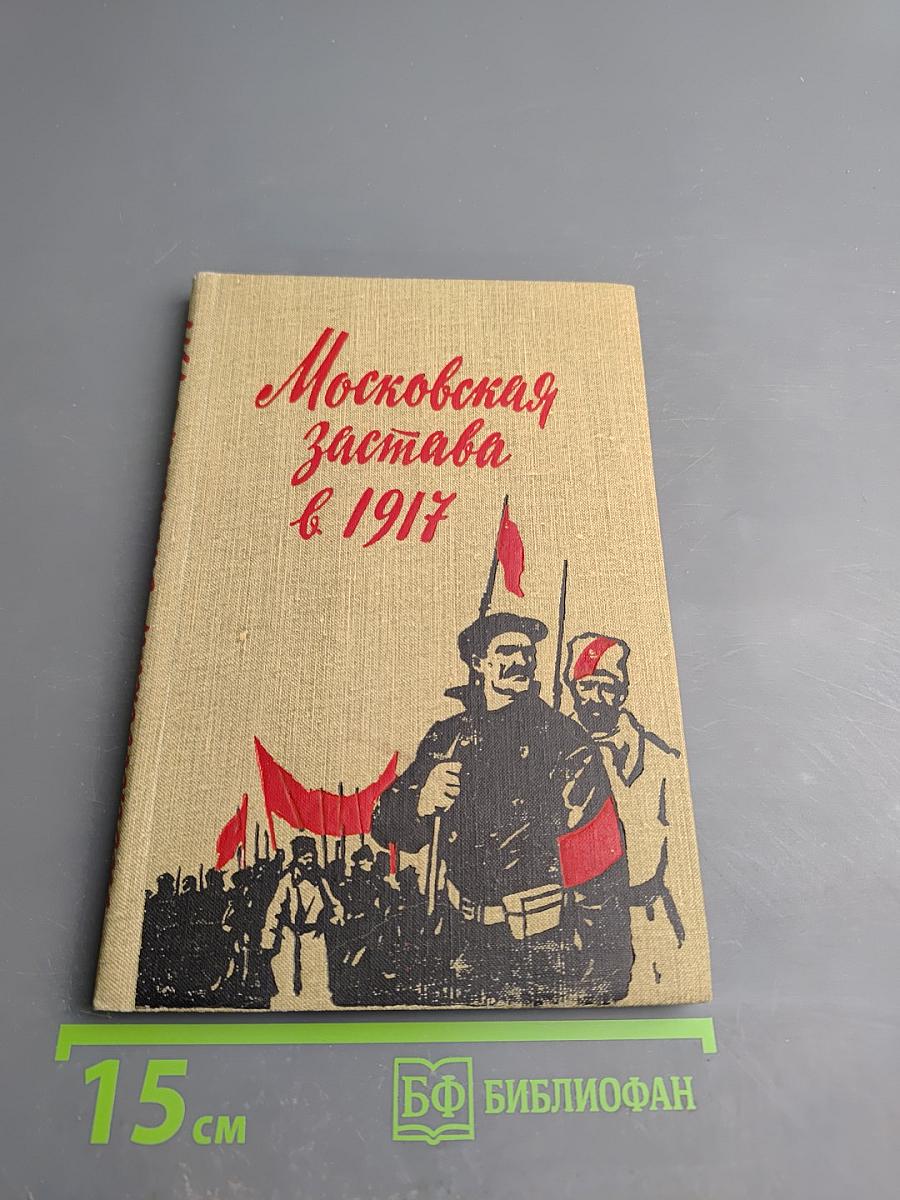 Московская
застава
в 1917
15 см
БФ БИБЛИОФАН